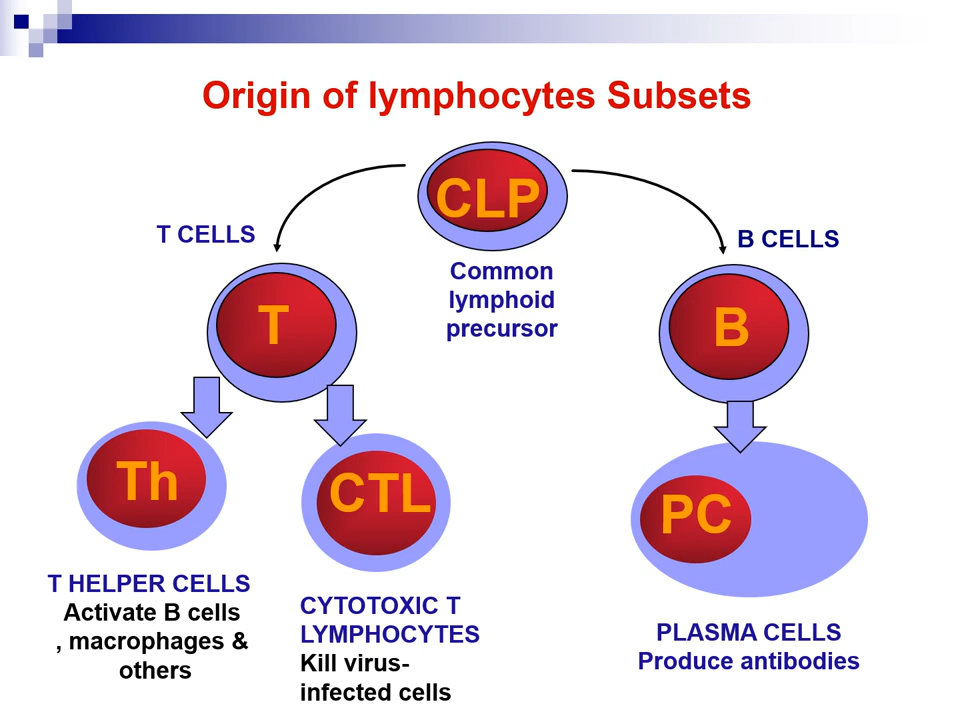 Origin of lymphocytes Subsets
CLP
T CELLS
B CELLS
Common
lymphoid
precursor
T
B
Th
CTL
PC
T HELPER CELLS
Activate B cells
, macrophages &
others
CYTOTOXIC T
LYMPHOCYTES
Kill virus-
infected cells
PLASMA CELLS
Produce antibodies